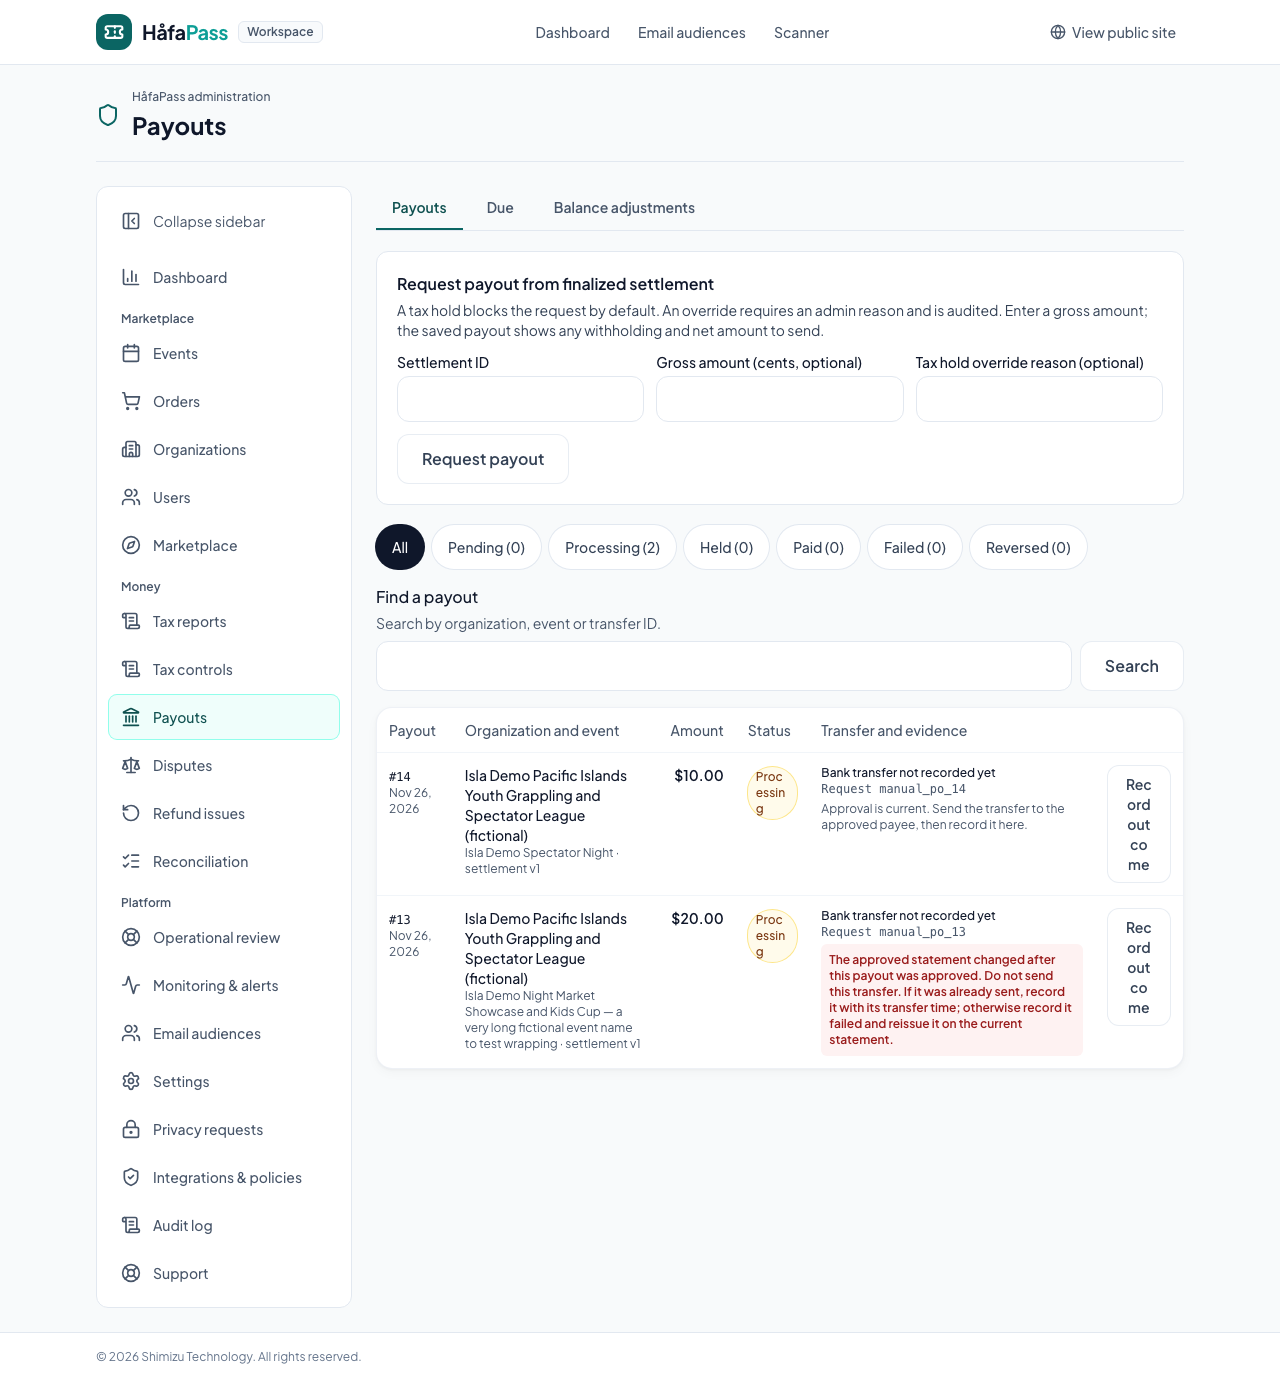 HåfaPass
Workspace
Dashboard
Email audiences
Scanner
View public site
HåfaPass administration
Payouts
Collapse sidebar
Dashboard
Marketplace
Events
Orders
Organizations
Users
Marketplace
Money
Tax reports
Tax controls
Payouts
Disputes
Refund issues
Reconciliation
Platform
Operational review
Monitoring & alerts
Email audiences
Settings
Privacy requests
Integrations & policies
Audit log
Support
Payouts
Due
Balance adjustments
Request payout from finalized settlement
A tax hold blocks the request by default. An override requires an admin reason and is audited. Enter a gross amount;
the saved payout shows any withholding and net amount to send.
Settlement ID
Gross amount (cents, optional)
Tax hold override reason (optional)
Request payout
All
Pending (0)
Processing (2)
Held (0)
Paid (0)
Failed (0)
Reversed (0)
Find a payout
Search by organization, event or transfer ID.
Search
Payout
Organization and event
Amount
Status
Transfer and evidence
#14
Nov 26,
2026
Isla Demo Pacific Islands
Youth Grappling and
Spectator League
(fictional)
Isla Demo Spectator Night ·
settlement v1
$10.00
Proc
essin
g
Bank transfer not recorded yet
Request manual_po_14
Approval is current. Send the transfer to the
approved payee, then record it here.
Rec
ord
out
co
me
#13
Nov 26,
2026
Isla Demo Pacific Islands
Youth Grappling and
Spectator League
(fictional)
Isla Demo Night Market
Showcase and Kids Cup — a
very long fictional event name
to test wrapping · settlement v1
$20.00
Proc
essin
g
Bank transfer not recorded yet
Request manual_po_13
The approved statement changed after
this payout was approved. Do not send
this transfer. If it was already sent, record
it with its transfer time; otherwise record it
failed and reissue it on the current
statement.
Rec
ord
out
co
me
© 2026 Shimizu Technology. All rights reserved.